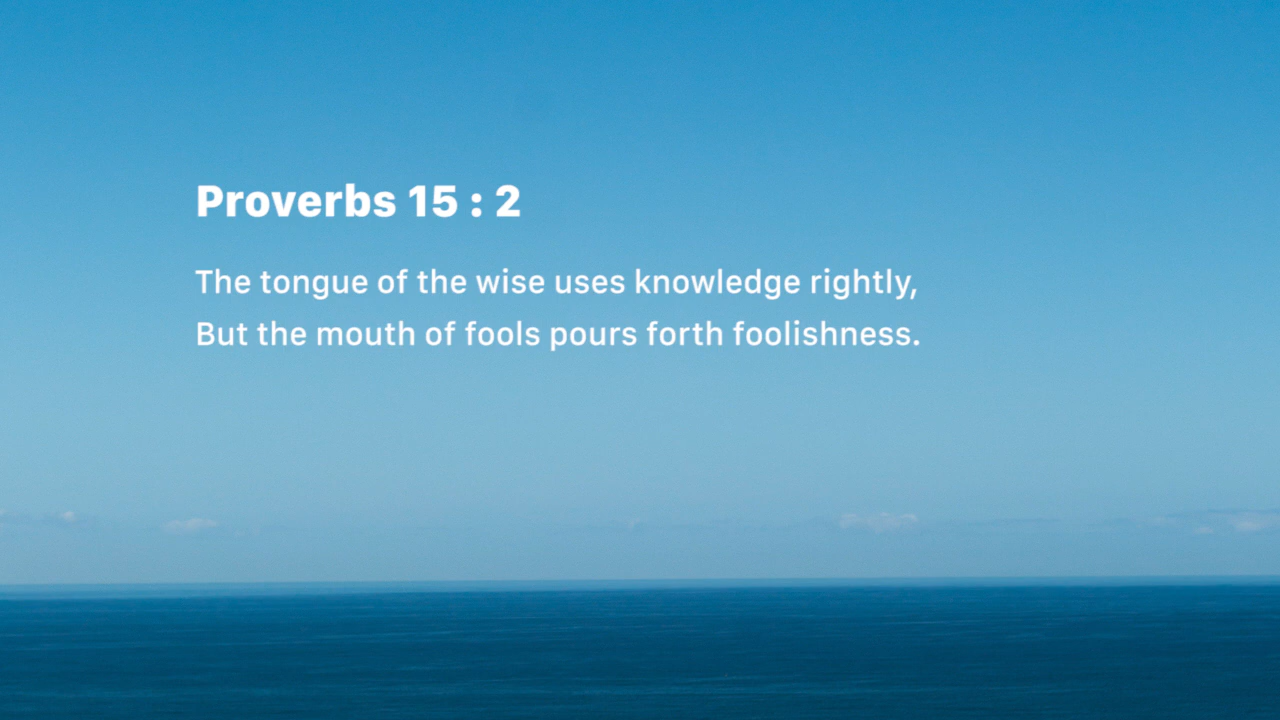 Proverbs 15 : 2
The tongue of the wise uses knowledge rightly,
But the mouth of fools pours forth foolishness.